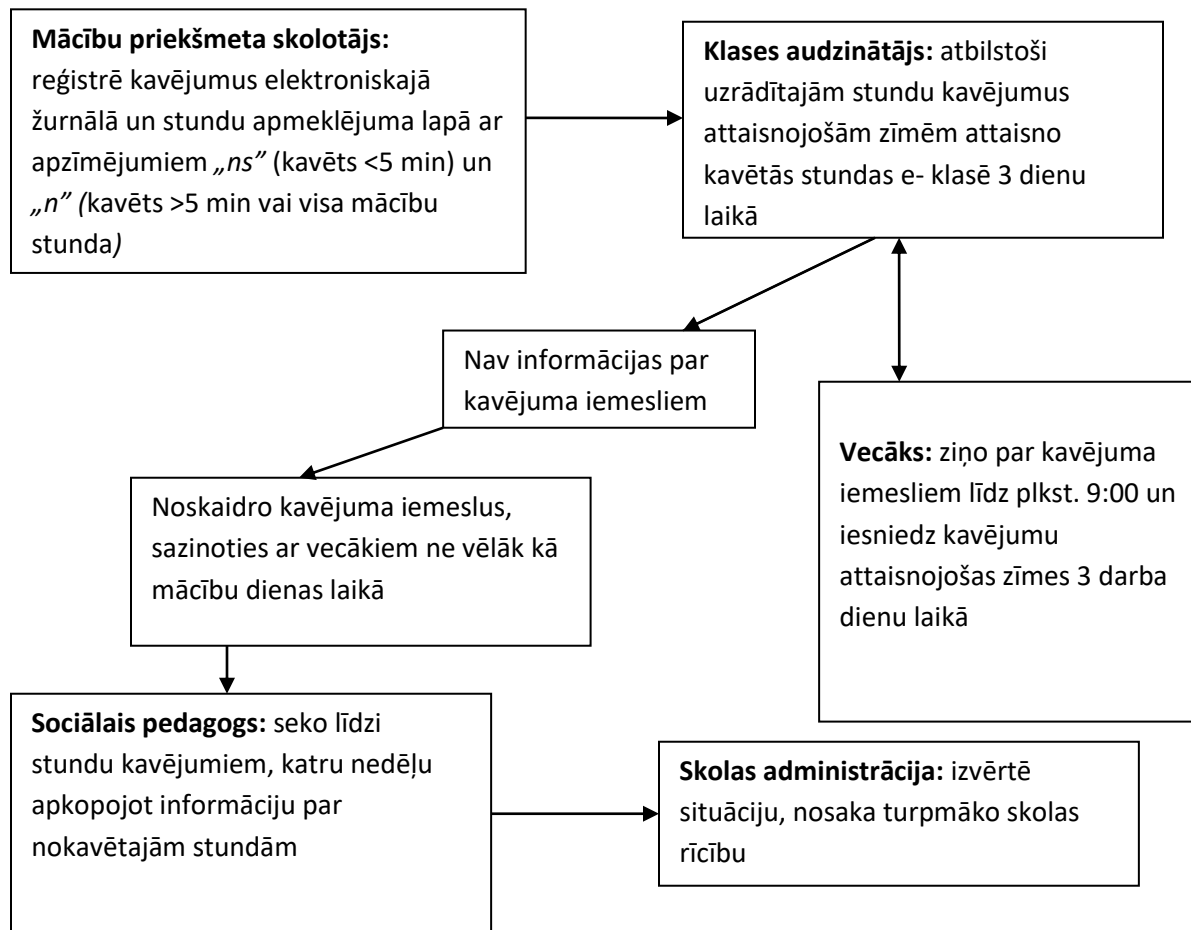 Mācību priekšmeta skolotājs:
reģistrē kavējumus elektroniskajā
žurnālā un stundu apmeklējuma lapā ar
apzīmējumiem „ns” (kavēts <5 min) un
„n” (kavēts >5 min vai visa mācību
stunda)
Klases audzinātājs: atbilstoši
uzrādītajām stundu kavējumus
attaisnojošām zīmēm attaisno
kavētās stundas e- klasē 3 dienu
laikā
Nav informācijas par
kavējuma iemesliem
Vecāks: ziņo par kavējuma
iemesliem līdz plkst. 9:00 un
iesniedz kavējumu
attaisnojošas zīmes 3 darba
dienu laikā
Noskaidro kavējuma iemeslus,
sazinoties ar vecākiem ne vēlāk kā
mācību dienas laikā
Sociālais pedagogs: seko līdzi
stundu kavējumiem, katru nedēļu
apkopojot informāciju par
nokavētajām stundām
Skolas administrācija: izvērtē
situāciju, nosaka turpmāko skolas
rīcību